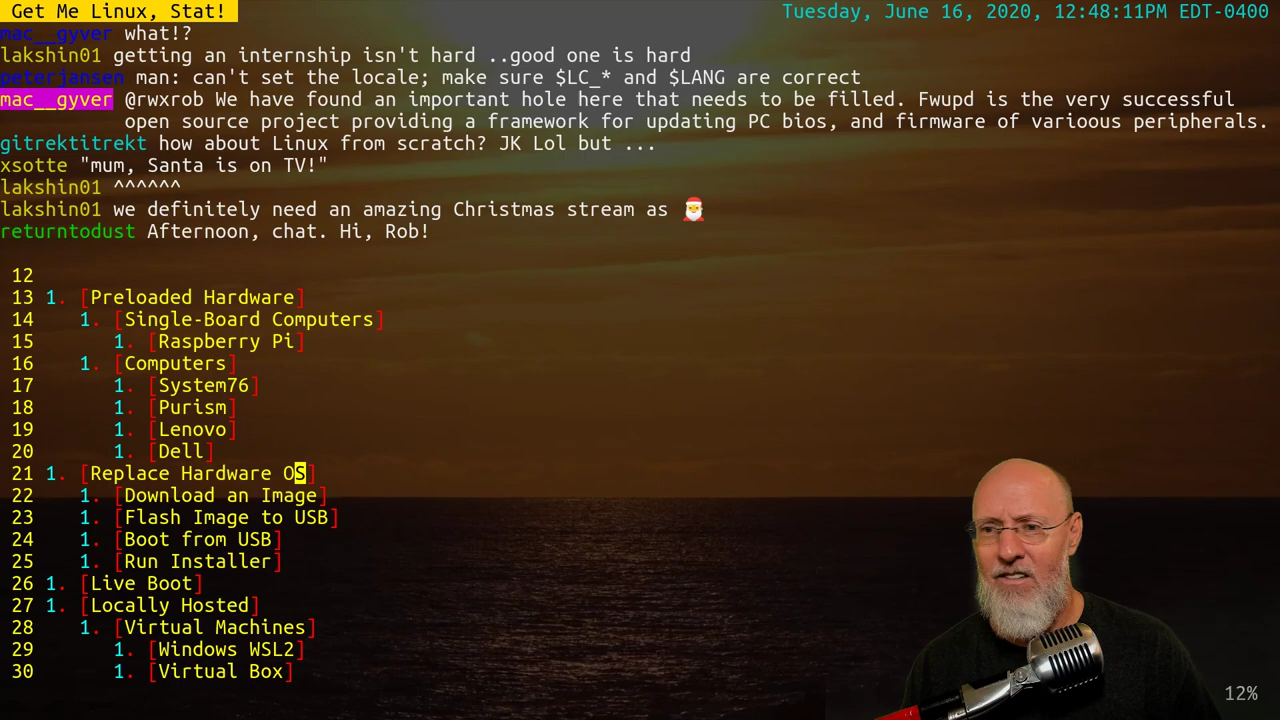 Get Me Linux, Stat!
Tuesday, June 16, 2020, 12:48:11PM EDT-0400
mac__gyver what!?
lakshin01 getting an internship isn't hard ..good one is hard
peterjansen man: can't set the locale; make sure $LC_* and $LANG are correct
mac__gyver @rwxrob We have found an important hole here that needs to be filled. Fwupd is the very successful
open source project providing a framework for updating PC bios, and firmware of varioous peripherals.
gitrektitrekt how about Linux from scratch? JK Lol but ...
xsotte "mum, Santa is on TV!"
lakshin01 ^^^^^^
lakshin01 we definitely need an amazing Christmas stream as 🎅
returntodust Afternoon, chat. Hi, Rob!
12
13 1. [Preloaded Hardware]
14 1. [Single-Board Computers]
15 1. [Raspberry Pi]
16 1. [Computers]
17 1. [System76]
18 1. [Purism]
19 1. [Lenovo]
20 1. [Dell]
21 1. [Replace Hardware OS]
22 1. [Download an Image]
23 1. [Flash Image to USB]
24 1. [Boot from USB]
25 1. [Run Installer]
26 1. [Live Boot]
27 1. [Locally Hosted]
28 1. [Virtual Machines]
29 1. [Windows WSL2]
30 1. [Virtual Box]
12%